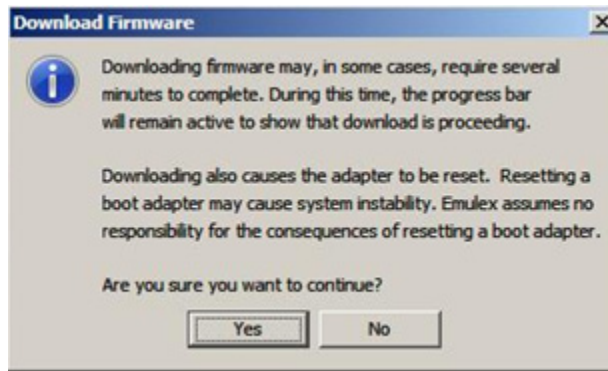 Download Firmware
Downloading firmware may, in some cases, require several
minutes to complete. During this time, the progress bar
will remain active to show that download is proceeding.
Downloading also causes the adapter to be reset. Resetting a
boot adapter may cause system instability. Emulex assumes no
responsibility for the consequences of resetting a boot adapter.
Are you sure you want to continue?
Yes
No